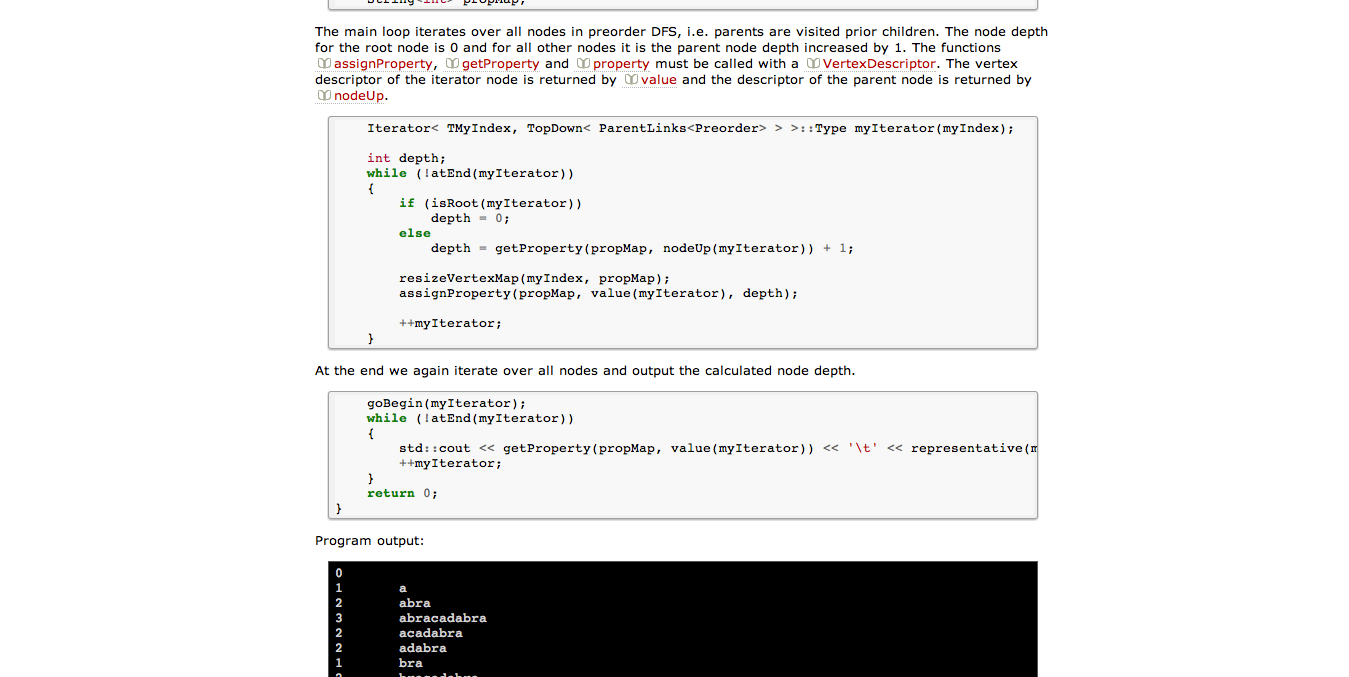 String<int> propMap;
The main loop iterates over all nodes in preorder DFS, i.e. parents are visited prior children. The node depth
for the root node is 0 and for all other nodes it is the parent node depth increased by 1. The functions
assignProperty, getProperty and property must be called with a VertexDescriptor. The vertex
descriptor of the iterator node is returned by value and the descriptor of the parent node is returned by
nodeUp.
Iterator< TMyIndex, TopDown< ParentLinks<Preorder> > >::Type myIterator(myIndex);
int depth;
while (!atEnd(myIterator))
{
if (isRoot(myIterator))
depth = 0;
else
depth = getProperty(propMap, nodeUp(myIterator)) + 1;
resizeVertexMap(myIndex, propMap);
assignProperty(propMap, value(myIterator), depth);
++myIterator;
}
At the end we again iterate over all nodes and output the calculated node depth.
goBegin(myIterator);
while (!atEnd(myIterator))
{
std::cout << getProperty(propMap, value(myIterator)) << '\t' << representative(m
++myIterator;
}
return 0;
}
Program output:
0
1 a
2 abra
3 abracadabra
2 acadabra
2 adabra
1 bra
2 bracadabra